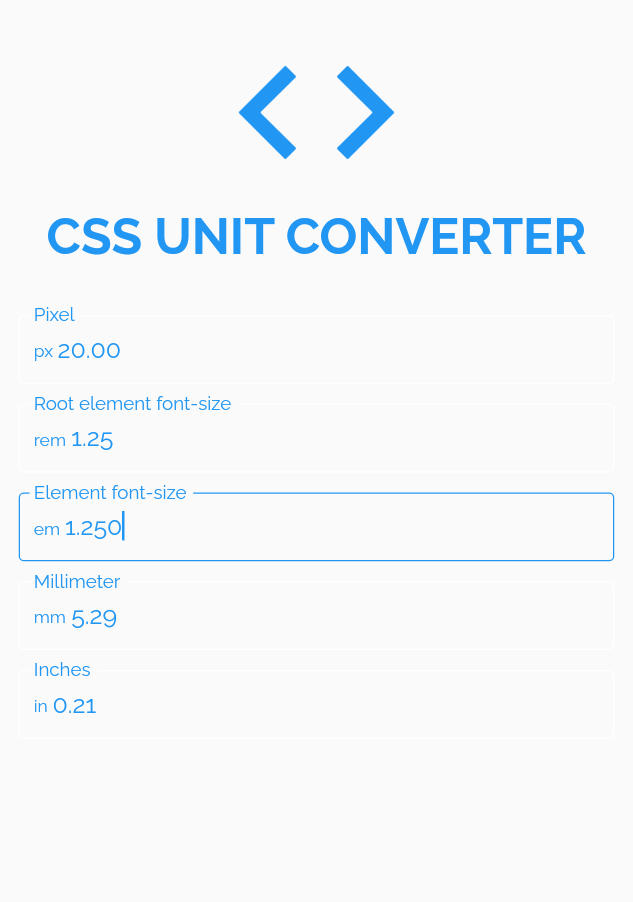 CSS UNIT CONVERTER
Pixel
px 20.00
Root element font-size
rem 1.25
Element font-size
em 1.250
Millimeter
mm 5.29
Inches
in 0.21